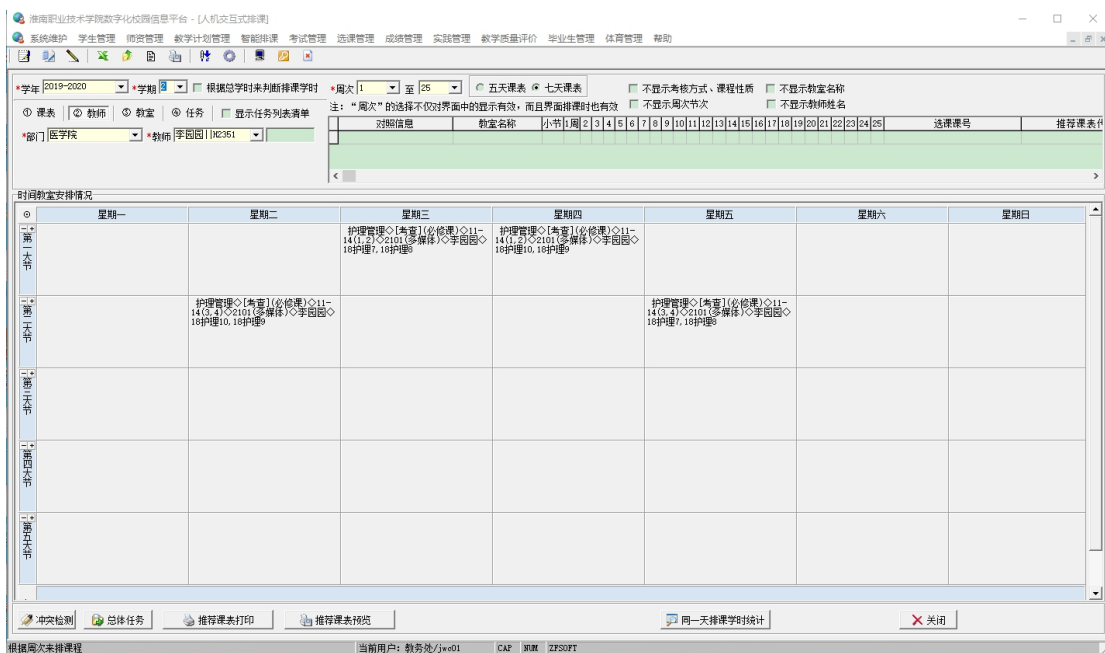 淮南职业技术学院数字化校园信息平台 - [人机交互式排课]
系统维护 学生管理 师资管理 教学计划管理 智能排课 考试管理 选课管理 成绩管理 实践管理 教学质量评价 毕业生管理 体育管理 帮助
*学年 2019-2020 *学期 2 根据总学时来判断排课学时 *周次 1 至 25 五天课表 七天课表 不显示考核方式、课程性质 不显示教室名称
① 课表 ② 教师 ③ 教室 ④ 任务 显示任务列表清单 注：“周次”的选择不仅对界面中的显示有效，而且界面排课时也有效 不显示周次节次 不显示教师姓名
*部门 医学院 *教师 李园园||H2351
对照信息 教室名称 小节 1周 2 3 4 5 6 7 8 9 10 11 12 13 14 15 16 17 18 19 20 21 22 23 24 25 选课课号 推荐课表代
时间教室安排情况
星期一 星期二 星期三 星期四 星期五 星期六 星期日
第一大节
护理管理◇[考查](必修课)◇11-
14(1,2)◇2101(多媒体)◇李园园◇
18护理7,18护理8
护理管理◇[考查](必修课)◇11-
14(1,2)◇2101(多媒体)◇李园园◇
18护理10,18护理9
第二大节
护理管理◇[考查](必修课)◇11-
14(3,4)◇2101(多媒体)◇李园园◇
18护理10,18护理9
护理管理◇[考查](必修课)◇11-
14(3,4)◇2101(多媒体)◇李园园◇
18护理7,18护理8
第三大节
第四大节
第五大节
冲突检测 总体任务 推荐课表打印 推荐课表预览 同一天排课学时统计 关闭
根据周次来排课程 当前用户：教务处/jwc01 CAP NUM ZFSOFT